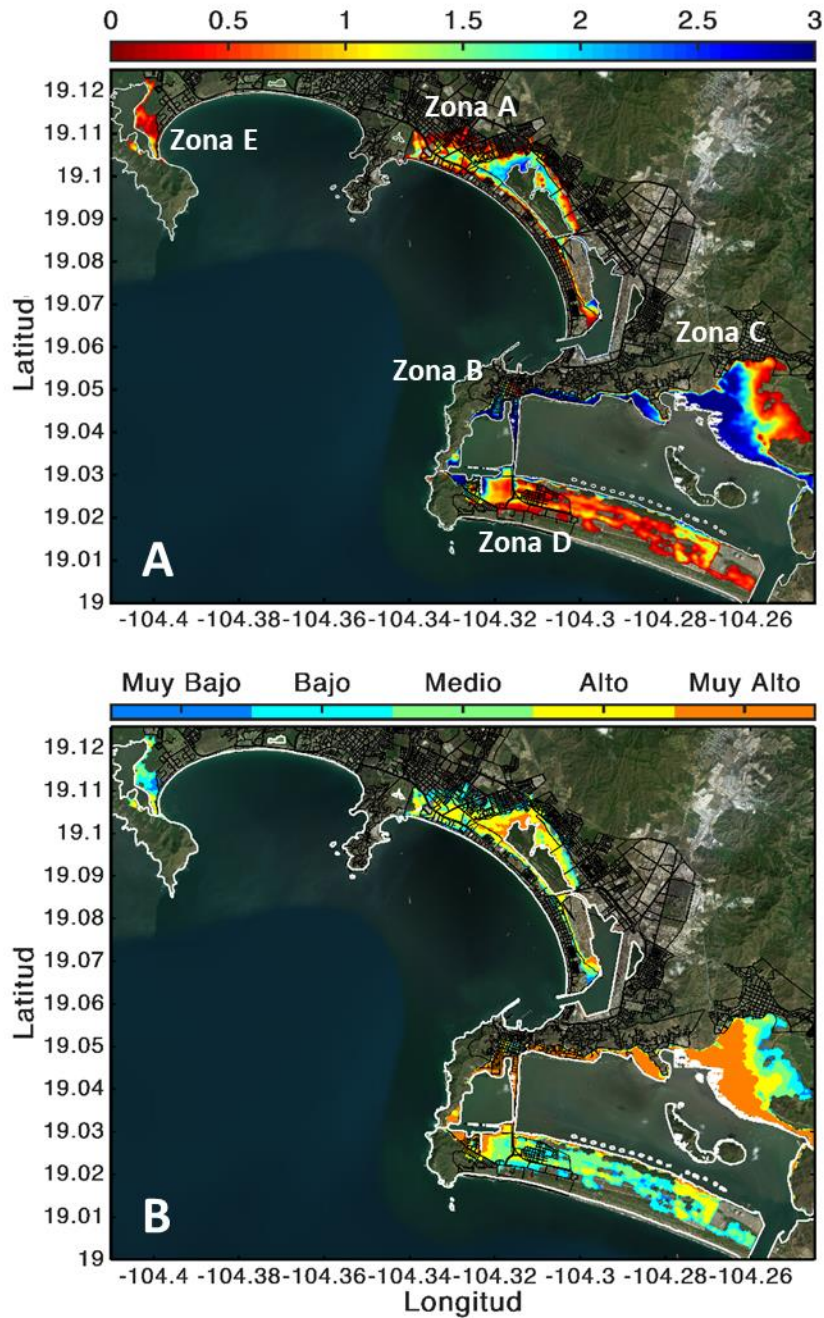 0 0.5 1 1.5 2 2.5 3
19.12
19.11
19.1
19.09
19.08
19.07
19.06
19.05
19.04
19.03
19.02
19.01
19
Latitud
Zona A
Zona E
Zona C
Zona B
Zona D
A
-104.4 -104.38 -104.36 -104.34 -104.32 -104.3 -104.28 -104.26
Muy Bajo Bajo Medio Alto Muy Alto
19.12
19.11
19.1
19.09
19.08
19.07
19.06
19.05
19.04
19.03
19.02
19.01
19
Latitud
B
-104.4 -104.38 -104.36 -104.34 -104.32 -104.3 -104.28 -104.26
Longitud